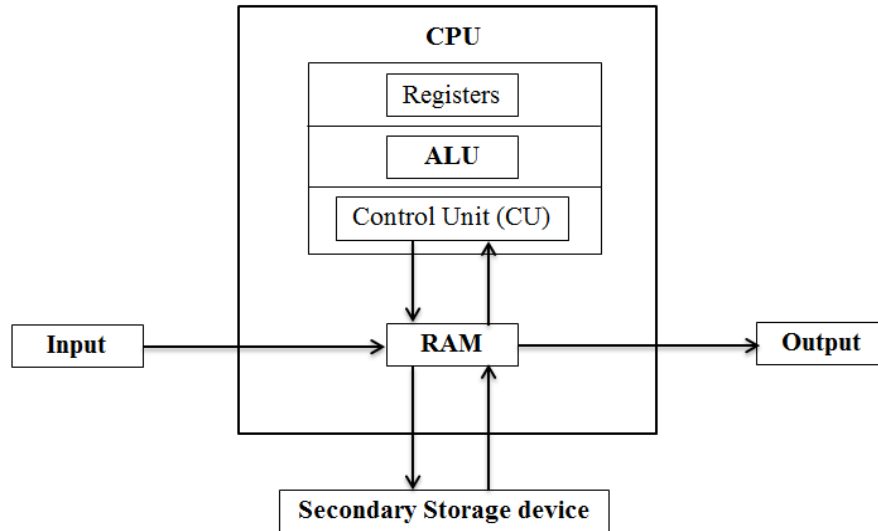 CPU
Registers
ALU
Control Unit (CU)
Input
RAM
Output
Secondary Storage device